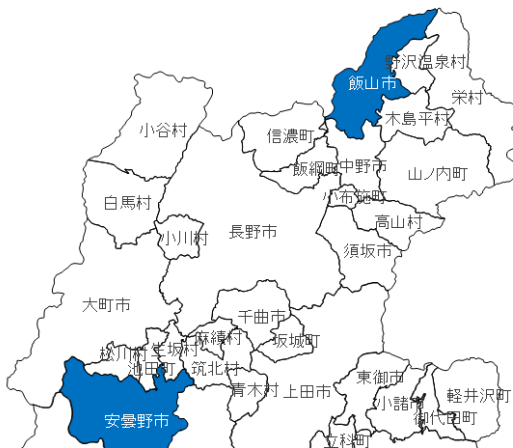 野沢温泉村
飯山市
栄村
木島平村
小谷村
信濃町
飯綱町
中野市
山ノ内町
白馬村
小布施町
高山村
小川村
長野市
須坂市
大町市
千曲市
麻績村
坂城町
生坂村
松川村
池田町
筑北村
青木村
上田市
東御市
小諸市
軽井沢町
御代田町
安曇野市
立科町